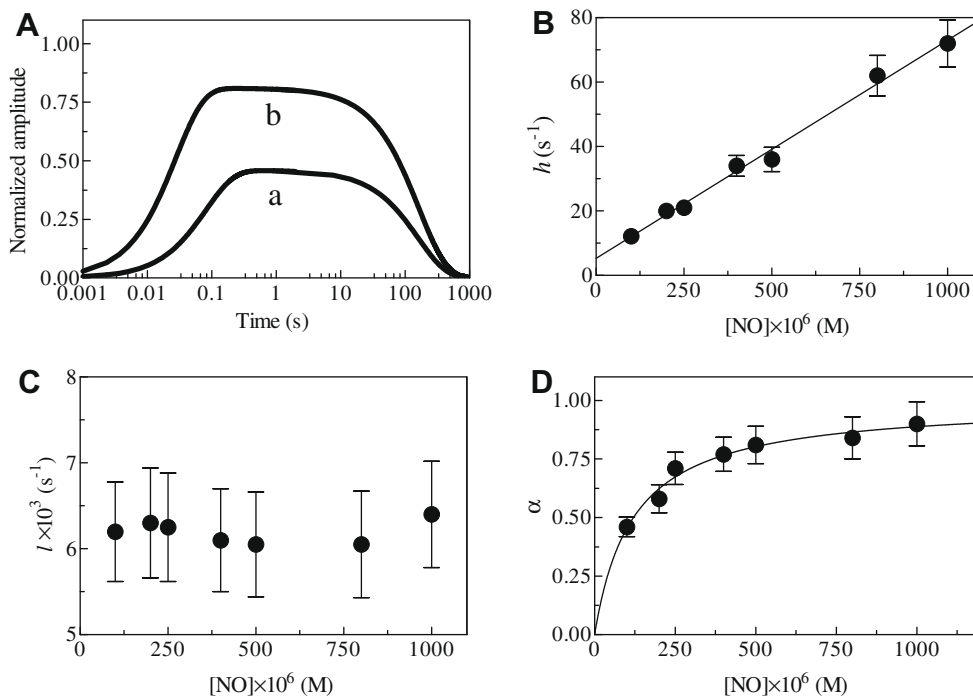 A
1.00
0.75
0.50
0.25
0.00
Normalized amplitude
b
a
0.001 0.01 0.1 1 10 100 1000
Time (s)
B
80
60
40
20
0
h (s⁻¹)
0 250 500 750 1000
[NO]×10⁶ (M)
C
8
7
6
5
l ×10³ (s⁻¹)
0 250 500 750 1000
[NO]×10⁶ (M)
D
1.00
0.75
0.50
0.25
0.00
α
0 250 500 750 1000
[NO]×10⁶ (M)